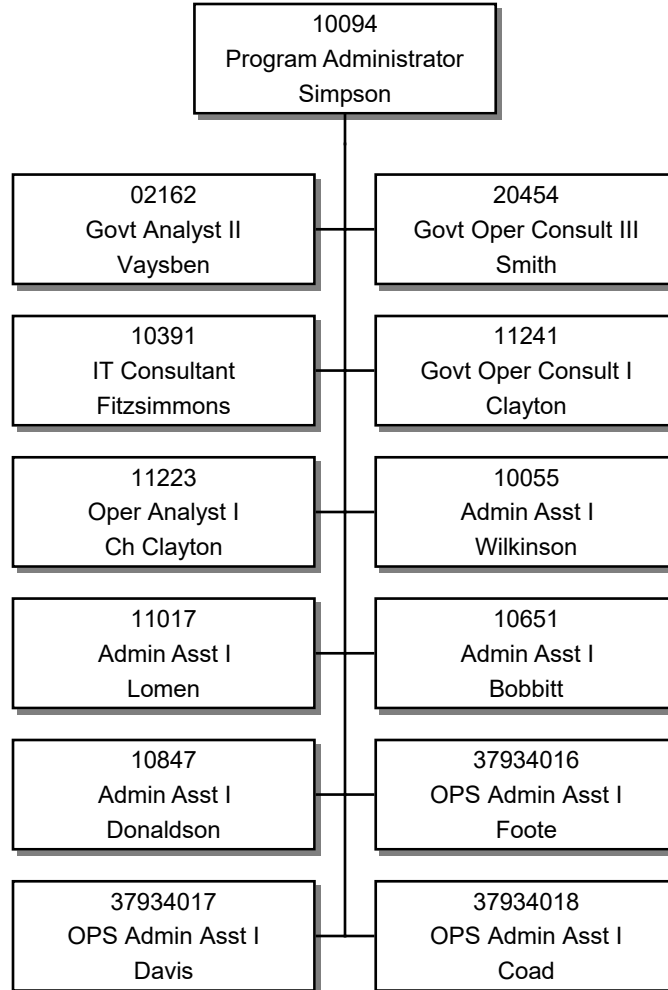 10094
Program Administrator
Simpson
02162
Govt Analyst II
Vaysben
20454
Govt Oper Consult III
Smith
10391
IT Consultant
Fitzsimmons
11241
Govt Oper Consult I
Clayton
11223
Oper Analyst I
Ch Clayton
10055
Admin Asst I
Wilkinson
11017
Admin Asst I
Lomen
10651
Admin Asst I
Bobbitt
10847
Admin Asst I
Donaldson
37934016
OPS Admin Asst I
Foote
37934017
OPS Admin Asst I
Davis
37934018
OPS Admin Asst I
Coad